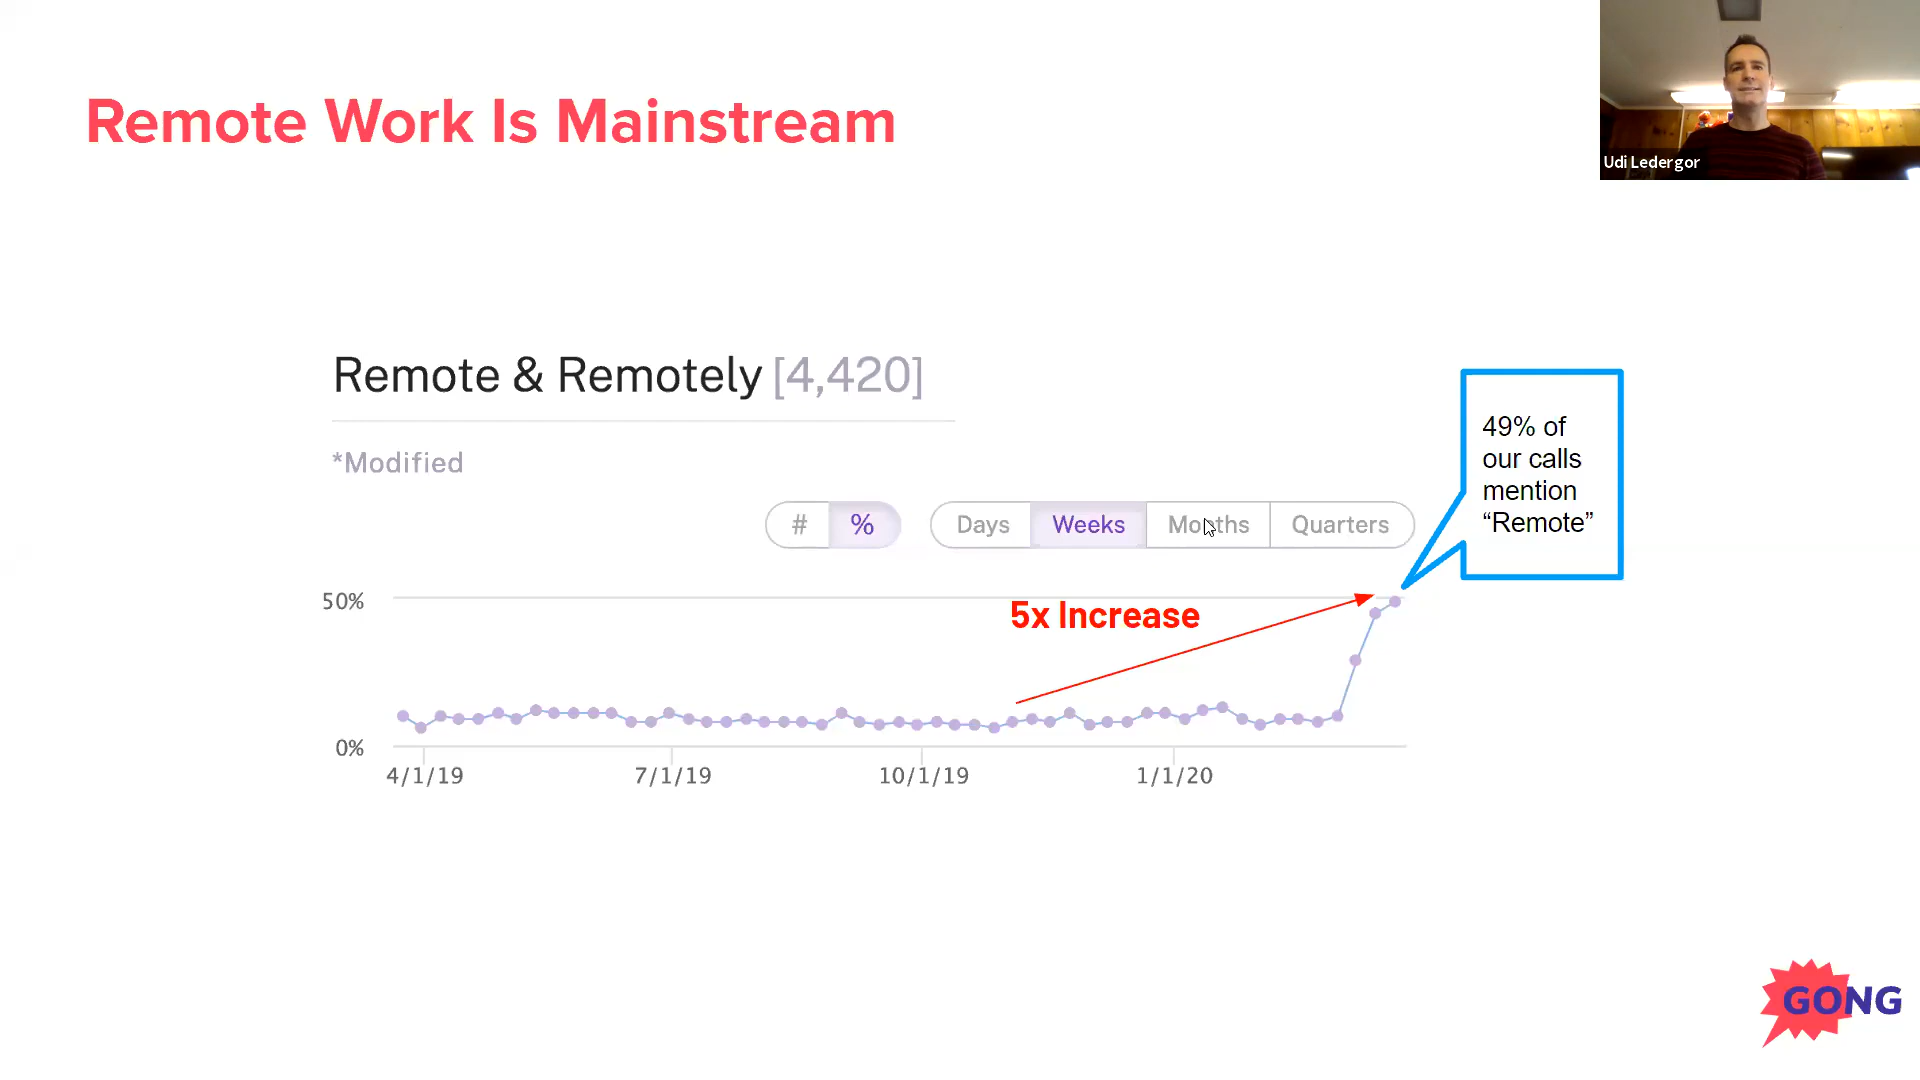 Remote Work Is Mainstream
Udi Ledergor
Remote & Remotely [4,420]
*Modified
# %
Days Weeks Months Quarters
49% of
our calls
mention
“Remote”
5x Increase
50%
0%
4/1/19 7/1/19 10/1/19 1/1/20
GONG